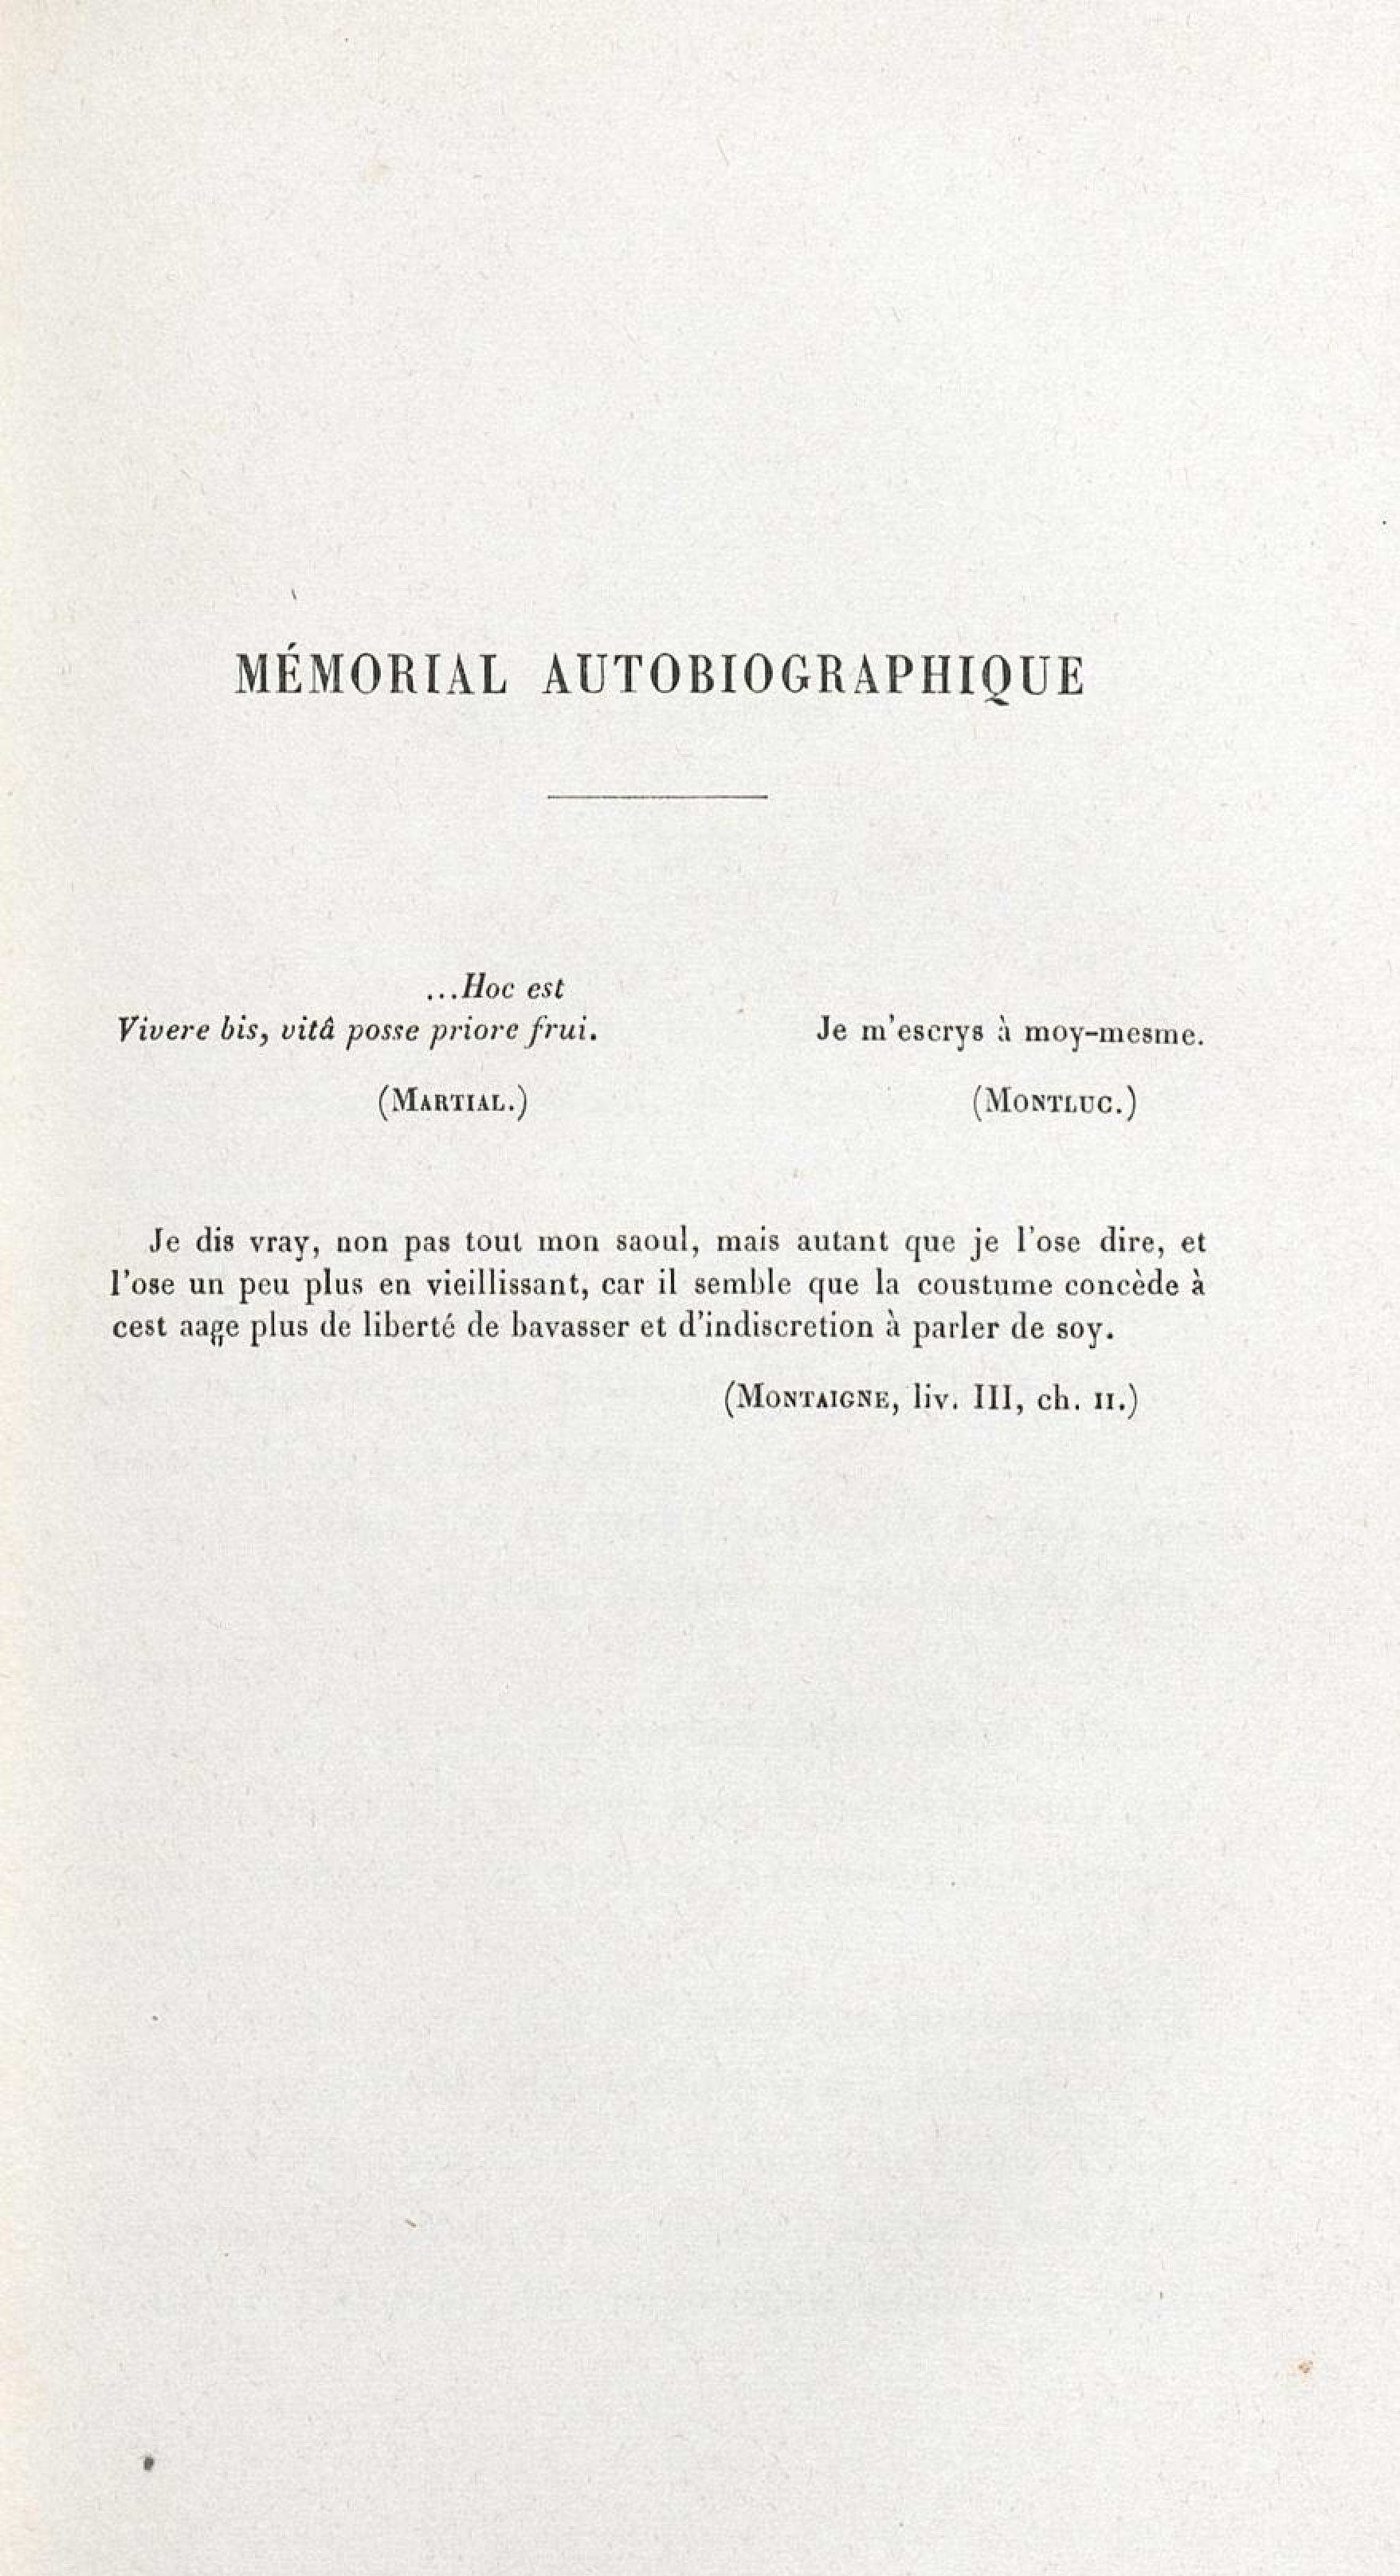 MÉMORIAL AUTOBIOGRAPHIQUE
...Hoc est
Vivere bis, vitâ posse priore frui.
(MARTIAL.)
Je m'escrys à moy-mesme.
(MONTLUC.)
Je dis vray, non pas tout mon saoul, mais autant que je l'ose dire, et
l'ose un peu plus en vieillissant, car il semble que la coustume concède à
cest aage plus de liberté de bavasser et d'indiscretion à parler de soy.
(MONTAIGNE, liv. III, ch. II.)